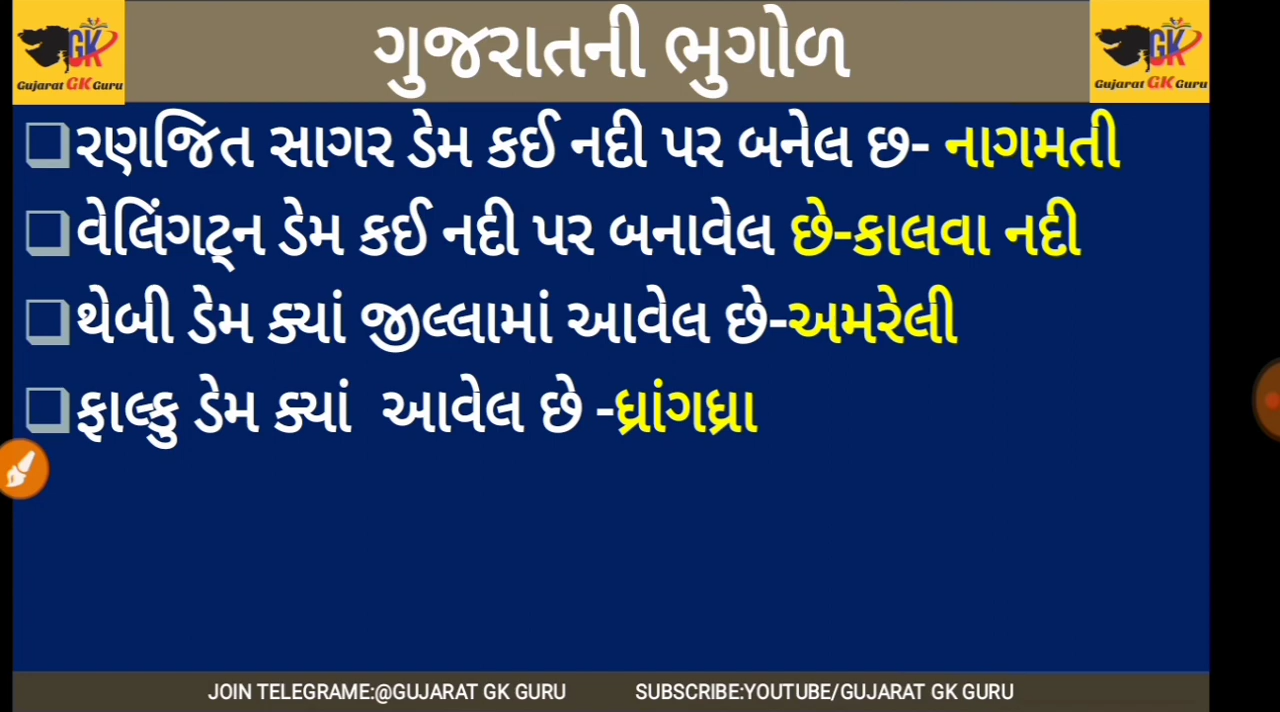 ગુજરાતની ભુગોળ
GK
Gujarat GK Guru
GK
Gujarat GK Guru
રણજિત સાગર ડેમ કઈ નદી પર બનેલ છ- નાગમતી
વેલિંગટ્ન ડેમ કઈ નદી પર બનાવેલ છે-કાલવા નદી
થેબી ડેમ ક્યાં જીલ્લામાં આવેલ છે-અમરેલી
ફાલ્કુ ડેમ ક્યાં આવેલ છે -ધ્રાંગધ્રા
JOIN TELEGRAME:@GUJARAT GK GURU SUBSCRIBE:YOUTUBE/GUJARAT GK GURU